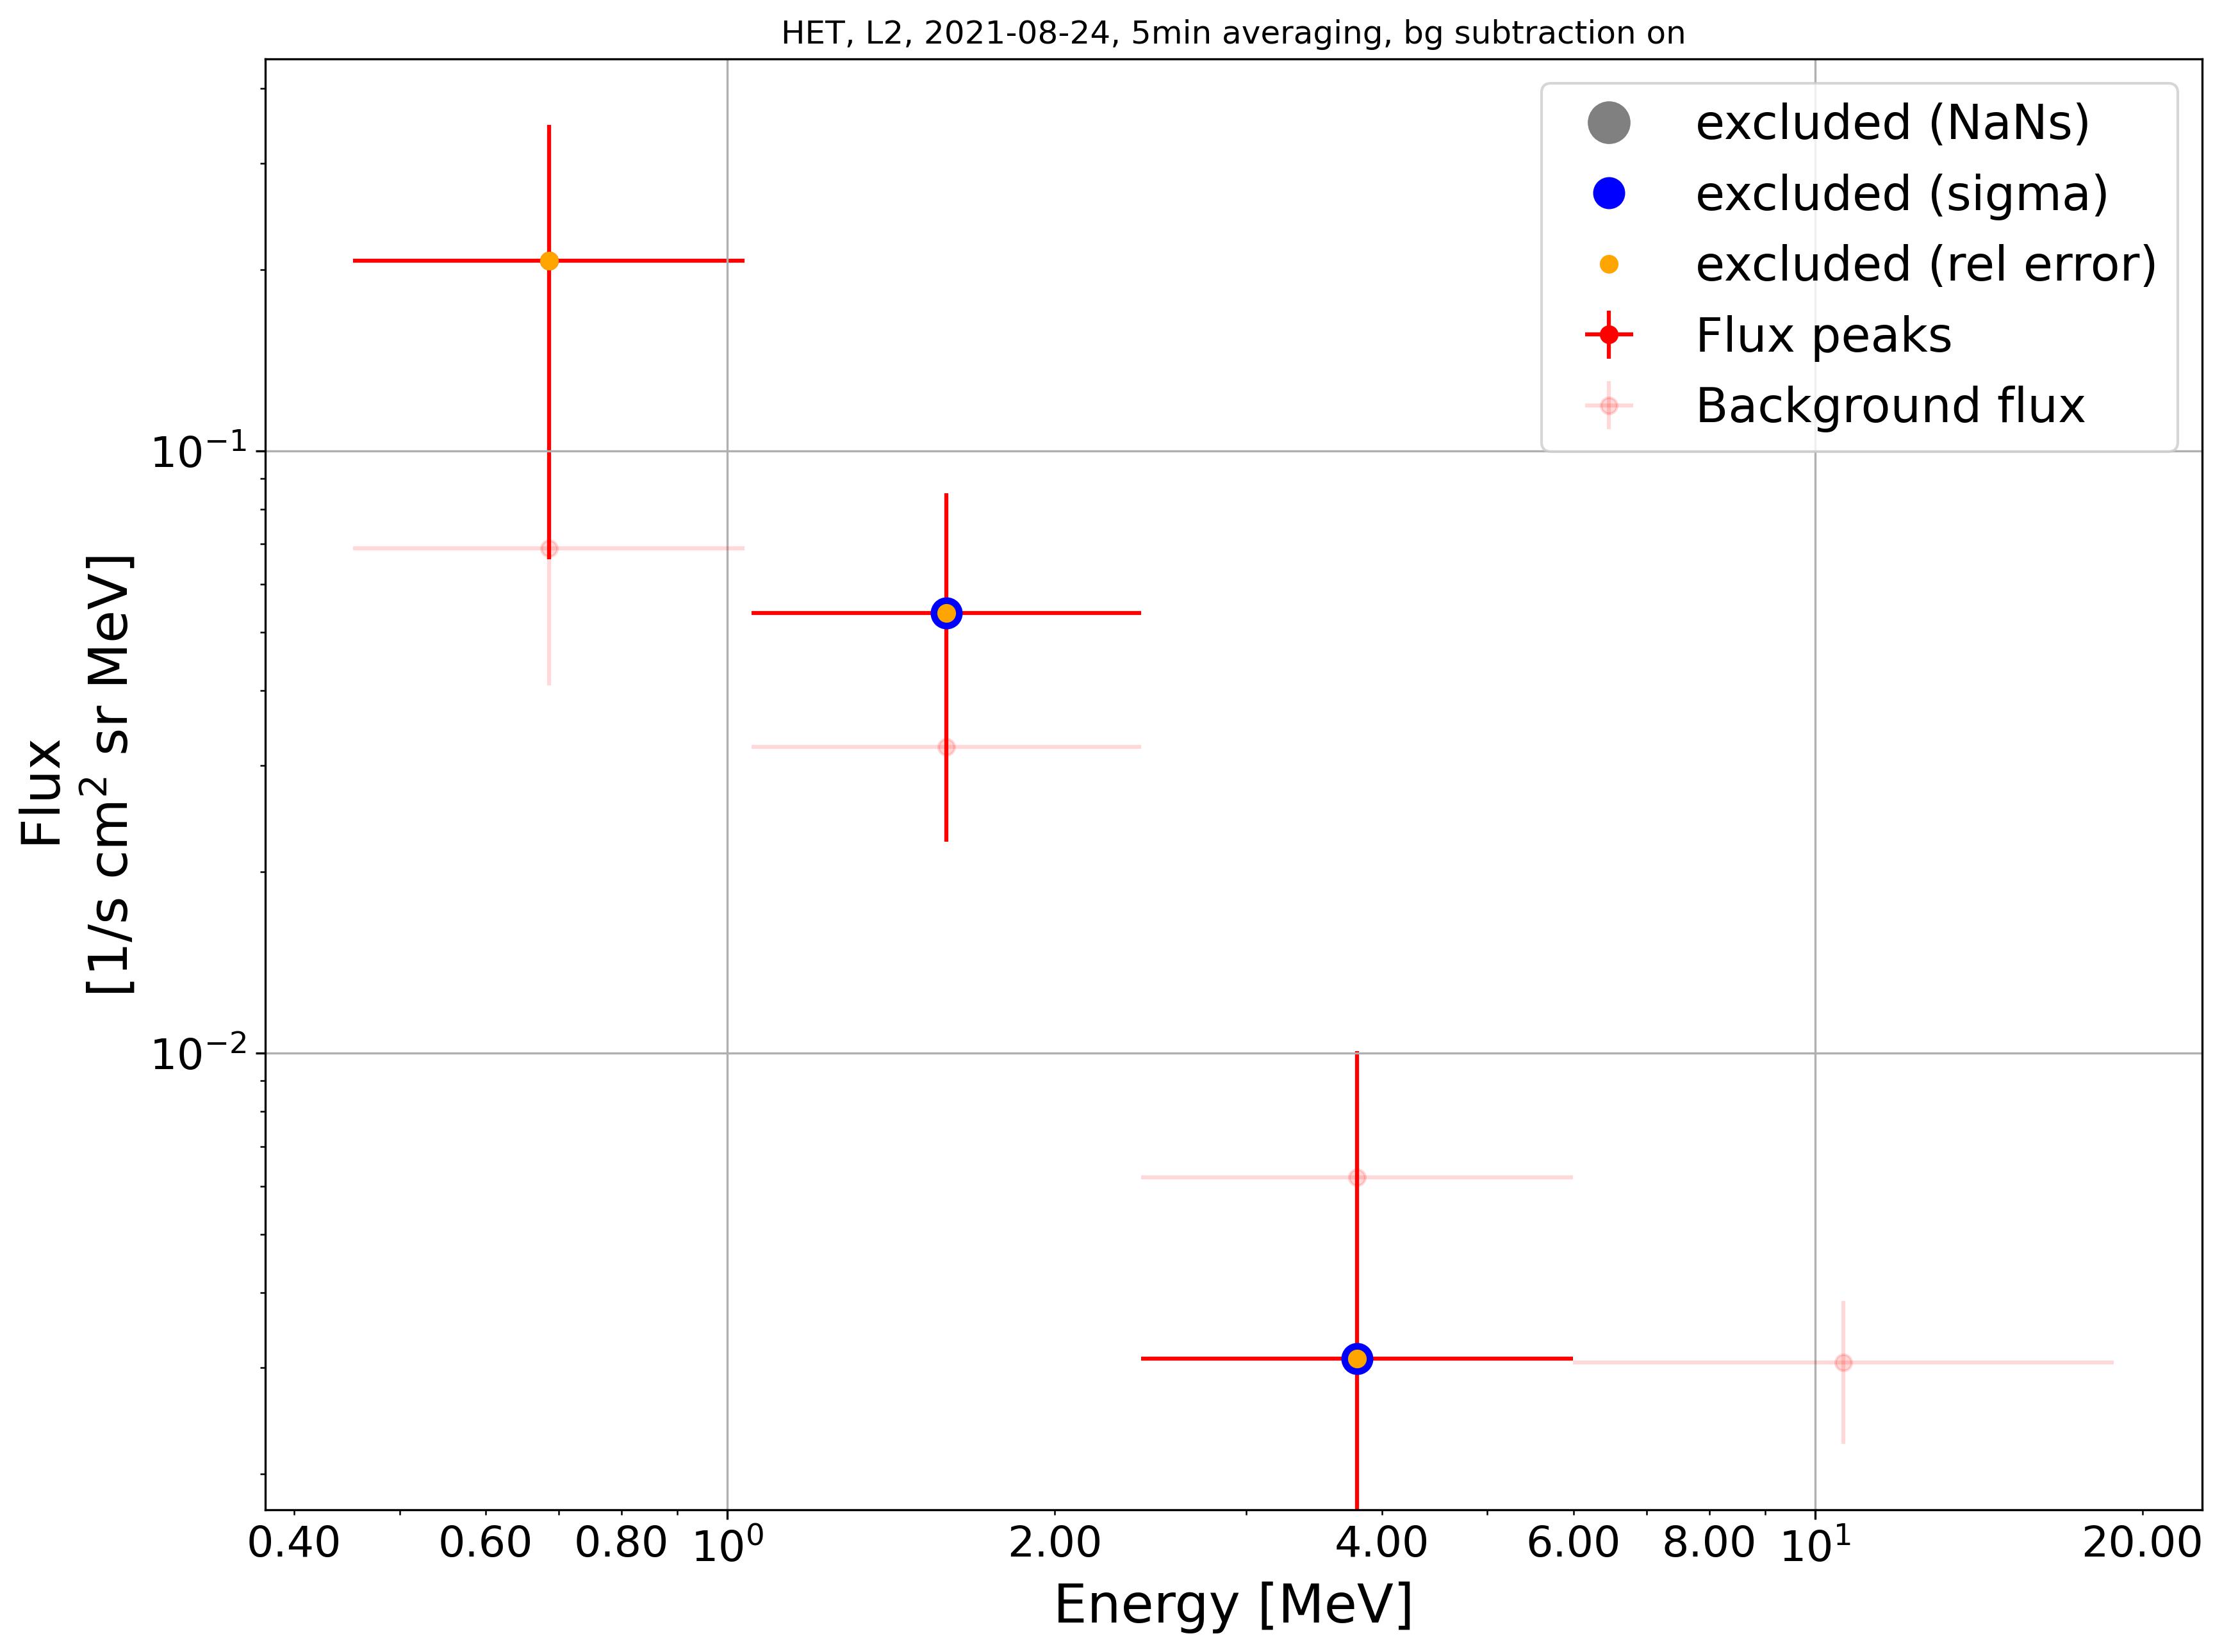 HET, L2, 2021-08-24, 5min averaging, bg subtraction on
excluded (NaNs)
excluded (sigma)
excluded (rel error)
Flux peaks
Background flux
10⁻¹
10⁻²
Flux
[1/s cm² sr MeV]
0.40 0.60 0.80 10⁰ 2.00 4.00 6.00 8.00 10¹ 20.00
Energy [MeV]